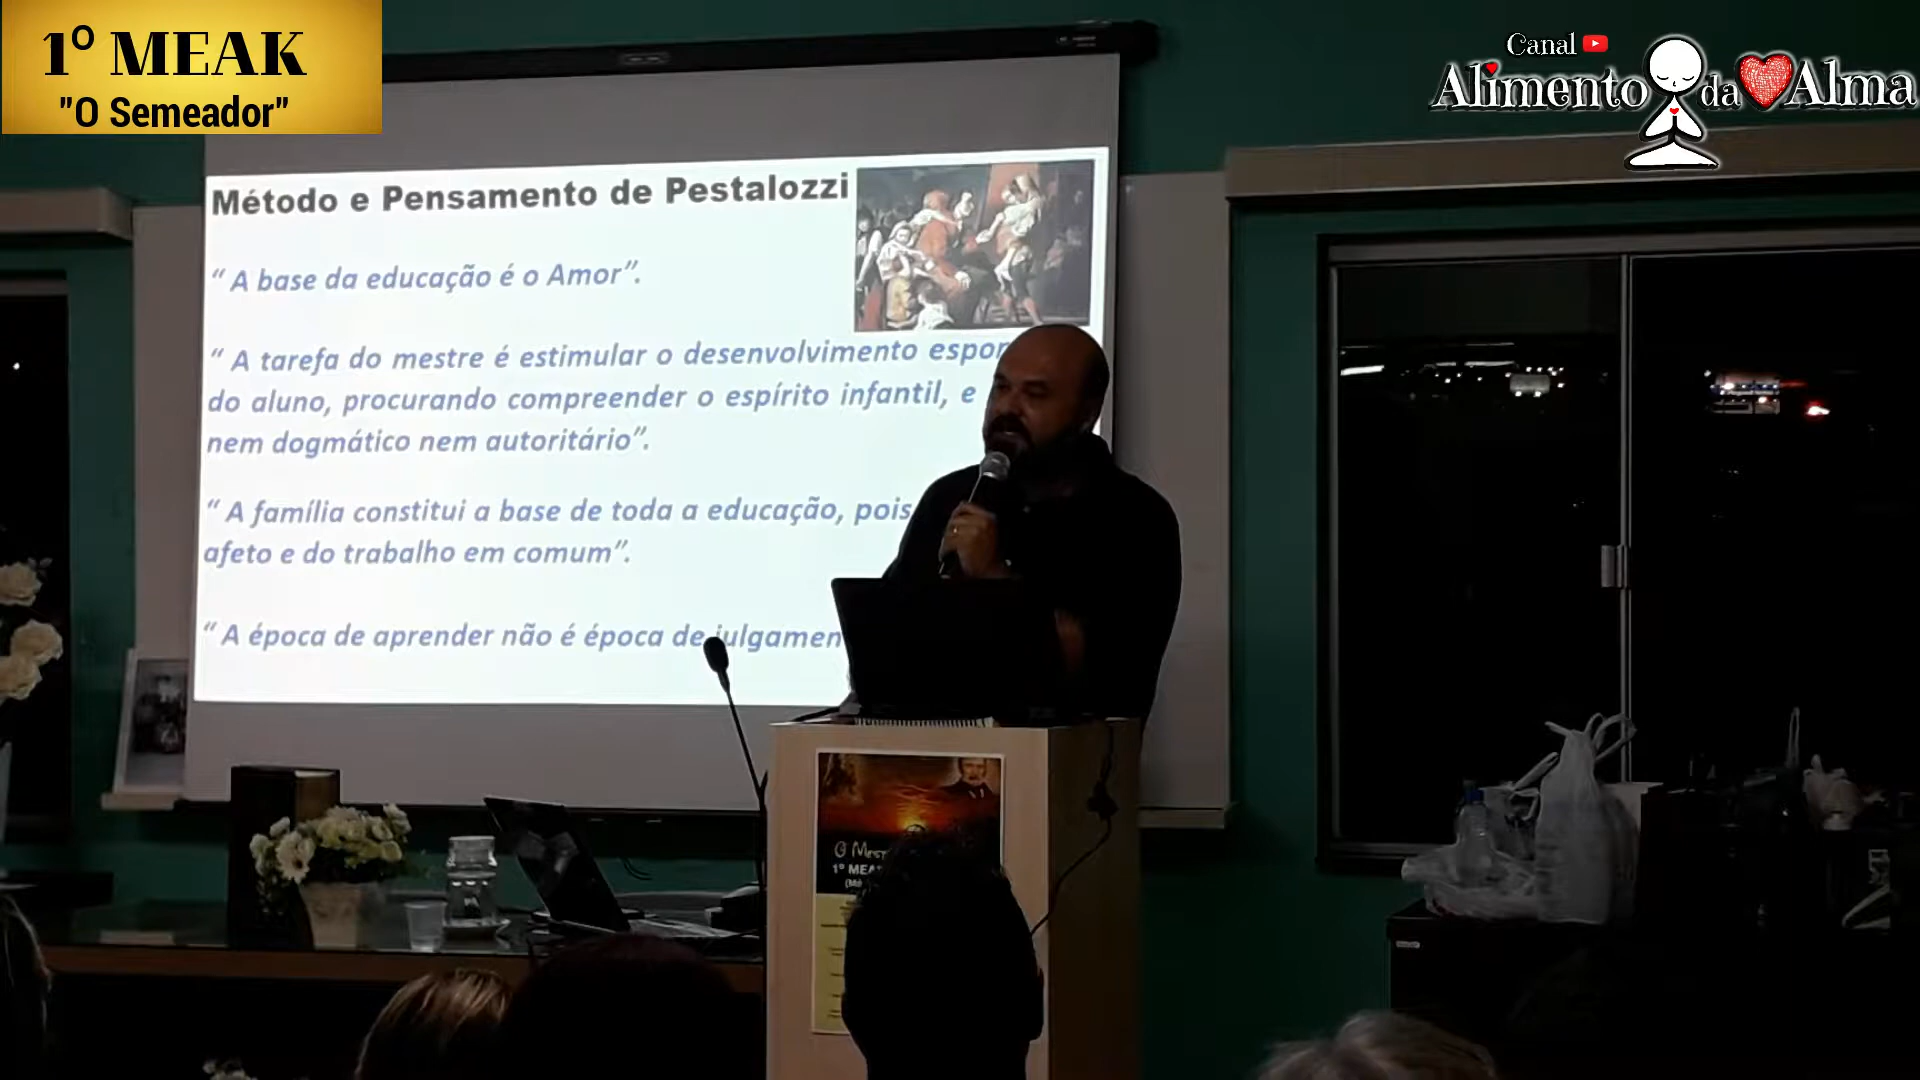 1º MEAK
"O Semeador"
Canal
Alimento da Alma
Método e Pensamento de Pestalozzi
“ A base da educação é o Amor”.
“ A tarefa do mestre é estimular o desenvolvimento
do aluno, procurando compreender o espírito infantil, e
nem dogmático nem autoritário”.
“ A família constitui a base de toda a educação, pois
afeto e do trabalho em comum”.
“ A época de aprender não é época de
O
1º